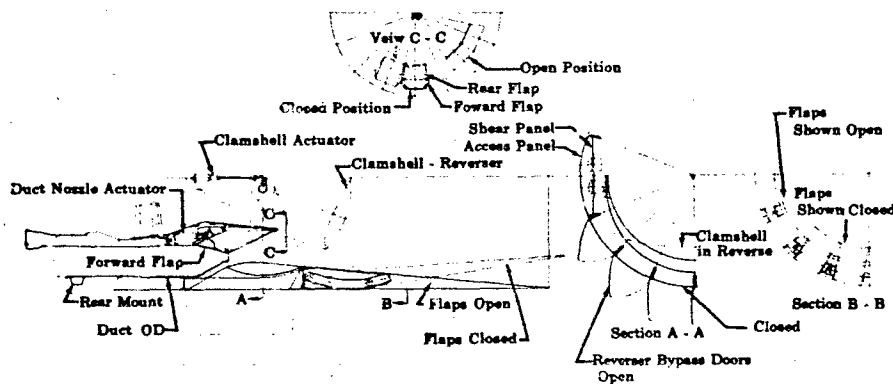 Veiw C - C
Open Position
Rear Flap
Foward Flap
Closed Position
Shear Panel
Access Panel
Flaps
Shown Open
Clamshell Actuator
Clamshell - Reverser
Duct Nozzle Actuator
Flaps
Shown Closed
C
C
Clamshell
in Reverse
Forward Flap
Rear Mount
A
B
Flaps Open
Section B - B
Duct OD
Flaps Closed
Section A - A
Closed
Reverser Bypass Doors
Open